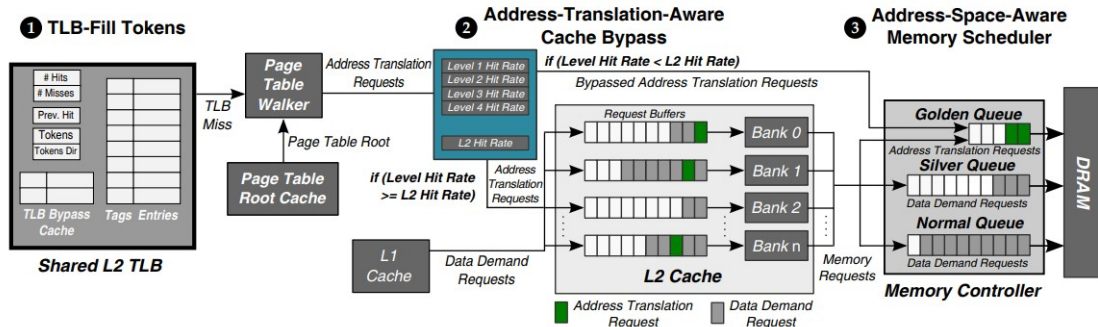 1 TLB-Fill Tokens
# Hits
# Misses
Prev. Hit
Tokens
Tokens Dir
TLB Bypass
Cache
Tags Entries
Shared L2 TLB
TLB
Miss
Page
Table
Walker
Page Table Root
Page Table
Root Cache
Address Translation
Requests
2 Address-Translation-Aware
Cache Bypass
Level 1 Hit Rate
Level 2 Hit Rate
Level 3 Hit Rate
Level 4 Hit Rate
L2 Hit Rate
if (Level Hit Rate < L2 Hit Rate)
Bypassed Address Translation Requests
if (Level Hit Rate
>= L2 Hit Rate)
Address
Translation
Requests
L1
Cache
Data Demand
Requests
Request Buffers
Bank 0
Bank 1
Bank 2
Bank n
L2 Cache
Address Translation
Request
Data Demand
Request
Memory
Requests
3 Address-Space-Aware
Memory Scheduler
Golden Queue
Address Translation Requests
Silver Queue
Data Demand Requests
Normal Queue
Data Demand Requests
Memory Controller
DRAM